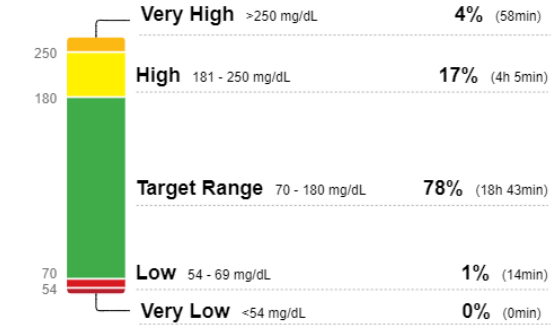 Very High >250 mg/dL 4% (58min)
250
High 181 - 250 mg/dL 17% (4h 5min)
180
Target Range 70 - 180 mg/dL 78% (18h 43min)
70
Low 54 - 69 mg/dL 1% (14min)
54
Very Low <54 mg/dL 0% (0min)